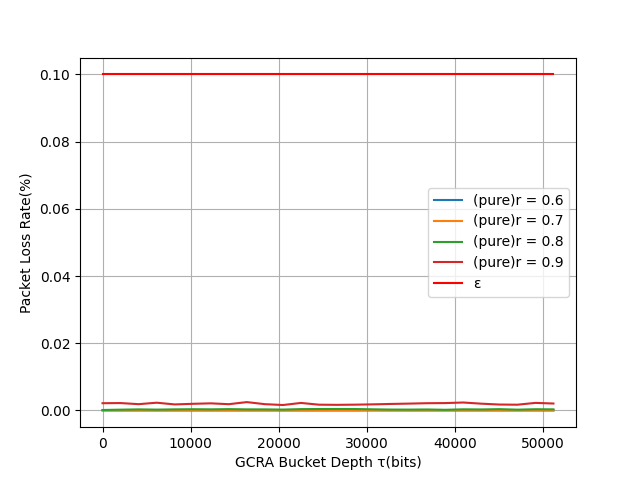 0.10
0.08
0.06
0.04
0.02
0.00
Packet Loss Rate(%)
(pure)r = 0.6
(pure)r = 0.7
(pure)r = 0.8
(pure)r = 0.9
ε
0
10000
20000
30000
40000
50000
GCRA Bucket Depth τ(bits)